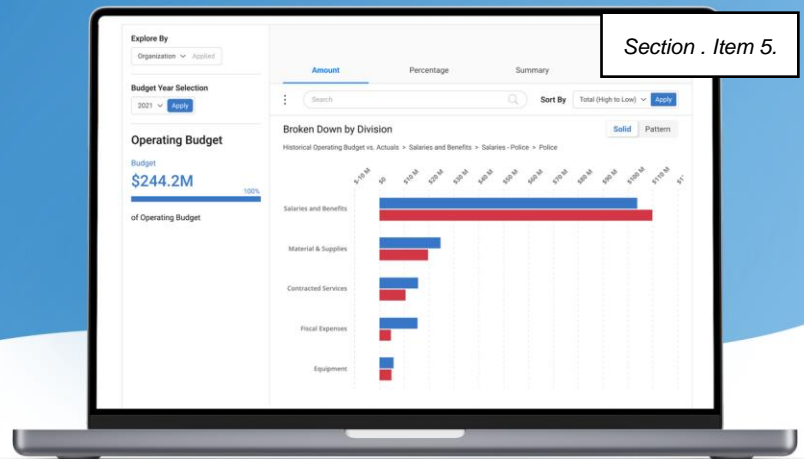 Section . Item 5.
Explore By
Organization Applied
Budget Year Selection
2021 Apply
Operating Budget
Budget
$244.2M
100%
of Operating Budget
Amount Percentage Summary
Search Sort By Total (High to Low) Apply
Broken Down by Division Solid Pattern
Historical Operating Budget vs. Actuals > Salaries and Benefits > Salaries - Police > Police
$-10 M $0 $10 M $20 M $30 M $40 M $50 M $60 M $70 M $80 M $90 M $100 M $110 M
Salaries and Benefits
Material & Supplies
Contracted Services
Fiscal Expenses
Equipment